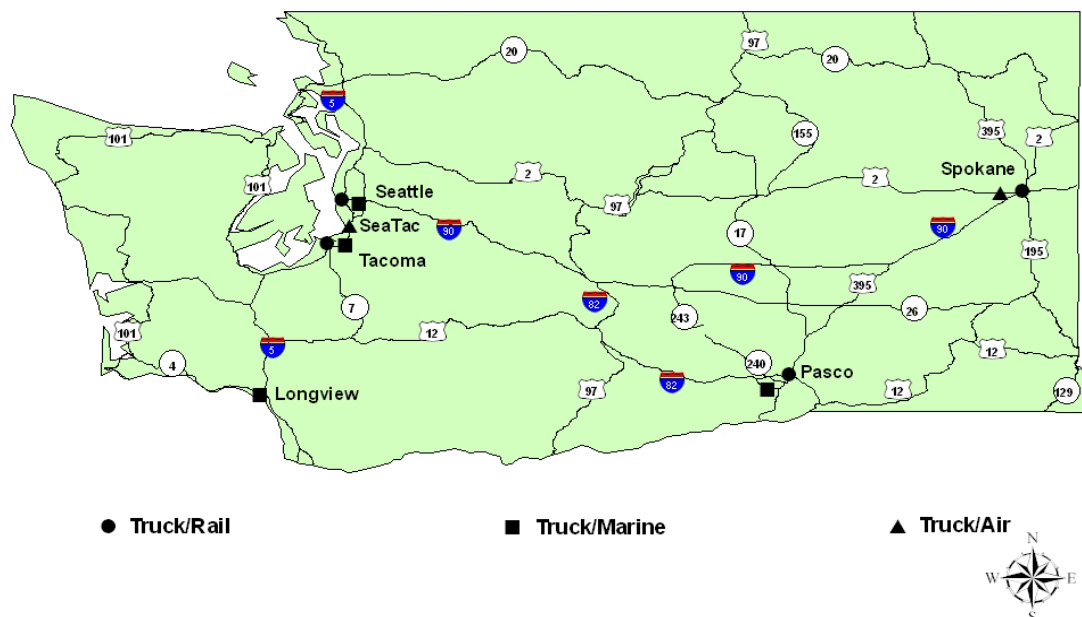 97
20
20
5
155
395
101
2
101
2
2
Spokane
Seattle
97
SeaTac
90
17
90
Tacoma
195
90
395
82
7
243
26
101
12
5
12
4
240
Pasco
82
97
12
129
Longview
Truck/Rail
Truck/Marine
Truck/Air
N
W E
S